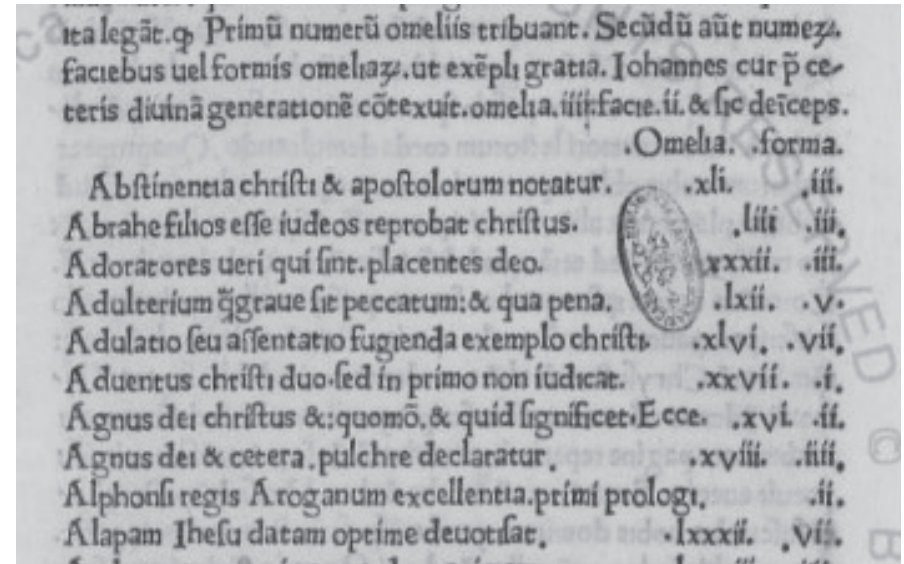 ita legāt.ꝙ Primū numerū omeliis tribuant. Secūdū aūt numeꝝ.
faciebus uel formis omeliaꝝ.ut exēpli gratia. Iohannes cur p̄ ce-
teris diuinā generationē cōtexuit.omelia.iiii.facie.ii. & sic deīceps.
.Omelia. .forma.
Abstinentia christi & apostolorum notatur. .xli. .iii.
Abrahe filios esse iudeos reprobat christus. .liii .iii.
Adoratores ueri qui sint.placentes deo. .xxxii. .iii.
Adulterium q̄graue sit peccatum: & qua pena. .lxii. .v.
Adulatio seu assentatio fugienda exemplo christi. .xlvi. .vii.
Aduentus christi duo.sed in primo non iudicat. .xxvii. .i.
Agnus dei christus &:quomō.& quid significet.Ecce. .xvi. .ii.
Agnus dei & cetera.pulchre declaratur. .xviii. .iiii.
Alphonsi regis Aroganum excellentia.primi prologi. .ii.
Alapam Ihesu datam optime deuotisat. .lxxxii. .vii.